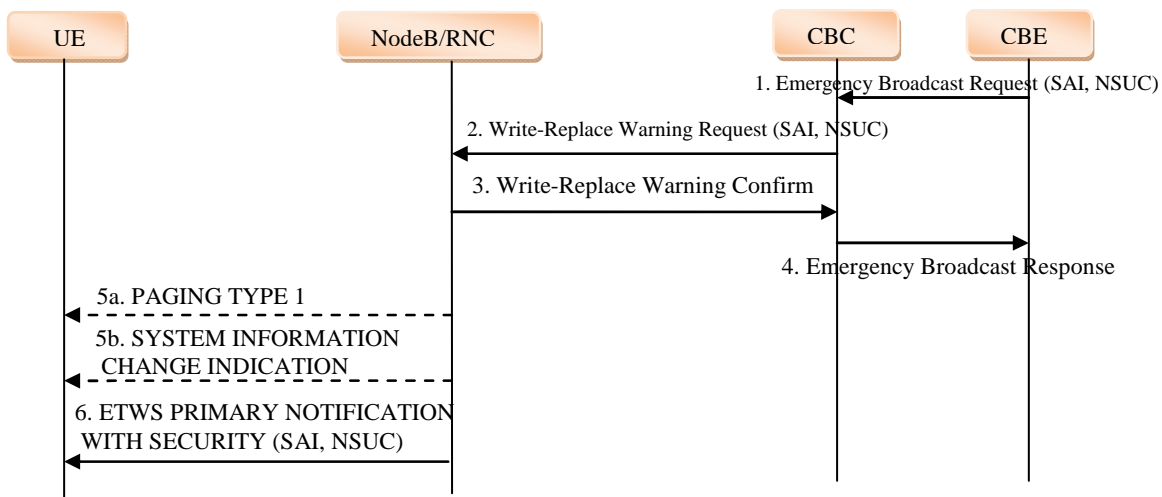 UE
NodeB/RNC
CBC
CBE
1. Emergency Broadcast Request (SAI, NSUC)
2. Write-Replace Warning Request (SAI, NSUC)
3. Write-Replace Warning Confirm
4. Emergency Broadcast Response
5a. PAGING TYPE 1
5b. SYSTEM INFORMATION
CHANGE INDICATION
6. ETWS PRIMARY NOTIFICATION
WITH SECURITY (SAI, NSUC)